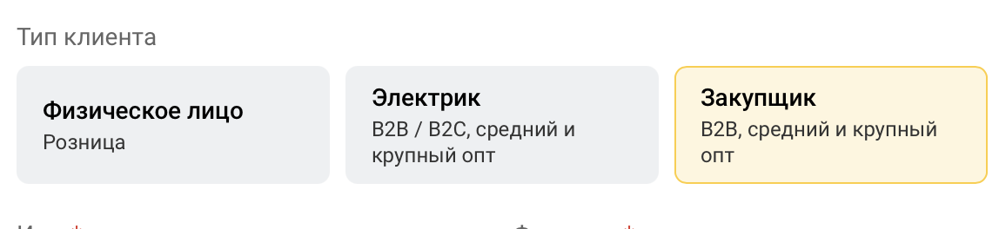 Тип клиента
Физическое лицо
Розница
Электрик
B2B / B2C, средний и
крупный опт
Закупщик
B2B, средний и крупный
опт